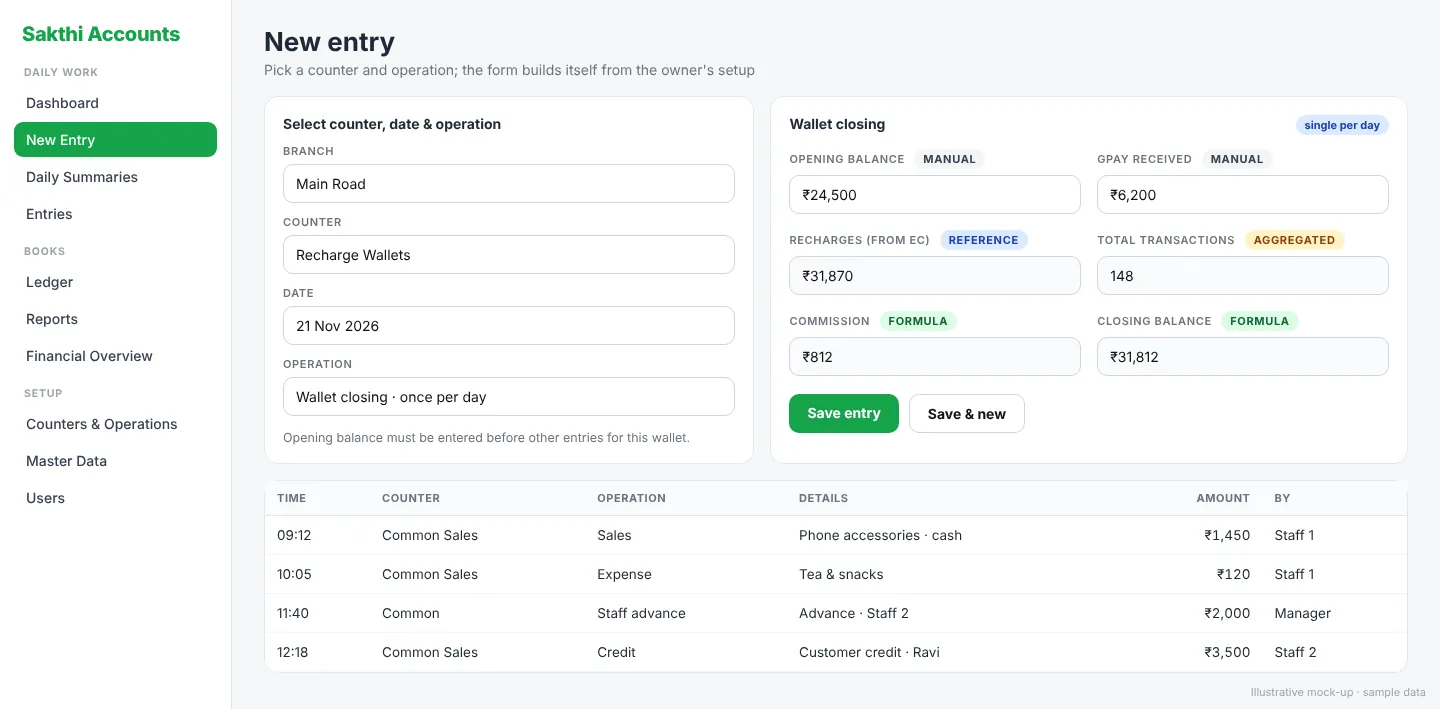 Sakthi Accounts
DAILY WORK
Dashboard
New Entry
Daily Summaries
Entries
BOOKS
Ledger
Reports
Financial Overview
SETUP
Counters & Operations
Master Data
Users
New entry
Pick a counter and operation; the form builds itself from the owner's setup
Select counter, date & operation
BRANCH
Main Road
COUNTER
Recharge Wallets
DATE
21 Nov 2026
OPERATION
Wallet closing · once per day
Opening balance must be entered before other entries for this wallet.
Wallet closing single per day
OPENING BALANCE MANUAL GPAY RECEIVED MANUAL
₹24,500 ₹6,200
RECHARGES (FROM EC) REFERENCE TOTAL TRANSACTIONS AGGREGATED
₹31,870 148
COMMISSION FORMULA CLOSING BALANCE FORMULA
₹812 ₹31,812
Save entry Save & new
TIME COUNTER OPERATION DETAILS AMOUNT BY
09:12 Common Sales Sales Phone accessories · cash ₹1,450 Staff 1
10:05 Common Sales Expense Tea & snacks ₹120 Staff 1
11:40 Common Staff advance Advance · Staff 2 ₹2,000 Manager
12:18 Common Sales Credit Customer credit · Ravi ₹3,500 Staff 2
Illustrative mock-up · sample data